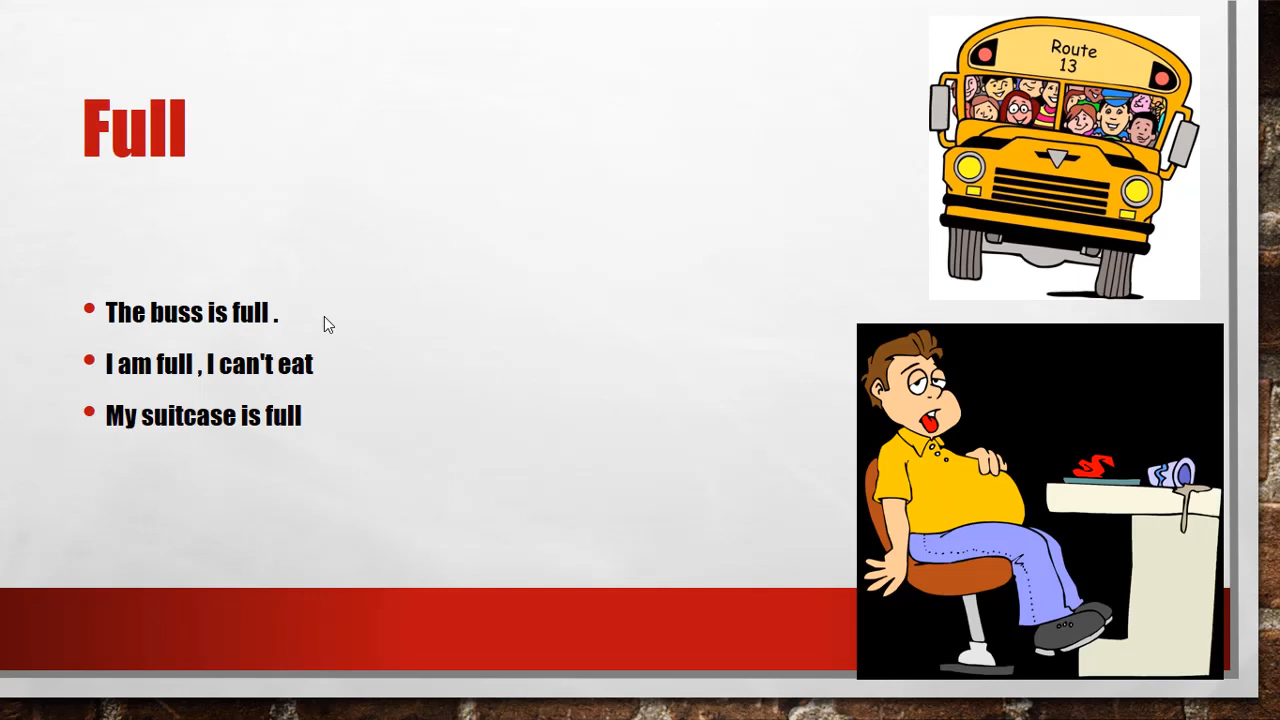 Full
The buss is full .
I am full , I can't eat
My suitcase is full
Route
13